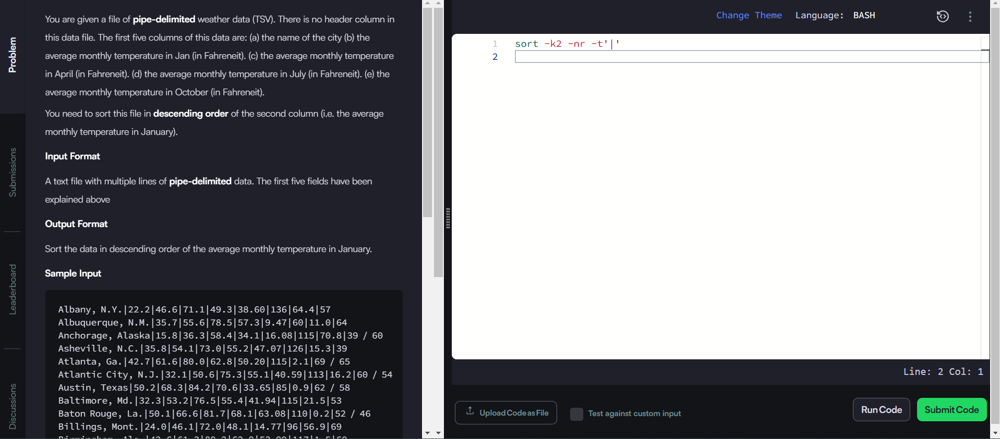 Problem
Submissions
Leaderboard
Discussions
You are given a file of pipe-delimited weather data (TSV). There is no header column in
this data file. The first five columns of this data are: (a) the name of the city (b) the
average monthly temperature in Jan (in Fahreneit). (c) the average monthly temperature
in April (in Fahreneit). (d) the average monthly temperature in July (in Fahreneit). (e) the
average monthly temperature in October (in Fahreneit).
You need to sort this file in descending order of the second column (i.e. the average
monthly temperature in January).
Input Format
A text file with multiple lines of pipe-delimited data. The first five fields have been
explained above
Output Format
Sort the data in descending order of the average monthly temperature in January.
Sample Input
Albany, N.Y.|22.2|46.6|71.1|49.3|38.60|136|64.4|57
Albuquerque, N.M.|35.7|55.6|78.5|57.3|9.47|60|11.0|64
Anchorage, Alaska|15.8|36.3|58.4|34.1|16.08|115|70.8|39 / 60
Asheville, N.C.|35.8|54.1|73.0|55.2|47.07|126|15.3|39
Atlanta, Ga.|42.7|61.6|80.0|62.8|50.20|115|2.1|69 / 65
Atlantic City, N.J.|32.1|50.6|75.3|55.1|40.59|113|16.2|60 / 54
Austin, Texas|50.2|68.3|84.2|70.6|33.65|85|0.9|62 / 58
Baltimore, Md.|32.3|53.2|76.5|55.4|41.94|115|21.5|53
Baton Rouge, La.|50.1|66.6|81.7|68.1|63.08|110|0.2|52 / 46
Billings, Mont.|24.0|46.1|72.0|48.1|14.77|96|56.9|69
Change Theme Language: BASH
1 sort -k2 -nr -t'|'
2
Line: 2 Col: 1
Upload Code as File
Test against custom input
Run Code
Submit Code